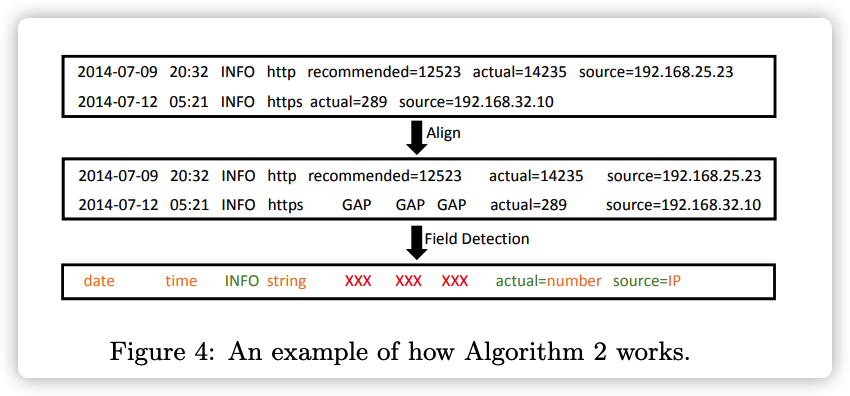 2014-07-09 20:32 INFO http recommended=12523 actual=14235 source=192.168.25.23
2014-07-12 05:21 INFO https actual=289 source=192.168.32.10
Align
2014-07-09 20:32 INFO http recommended=12523 actual=14235 source=192.168.25.23
2014-07-12 05:21 INFO https GAP GAP GAP actual=289 source=192.168.32.10
Field Detection
date time INFO string XXX XXX XXX actual=number source=IP
Figure 4: An example of how Algorithm 2 works.